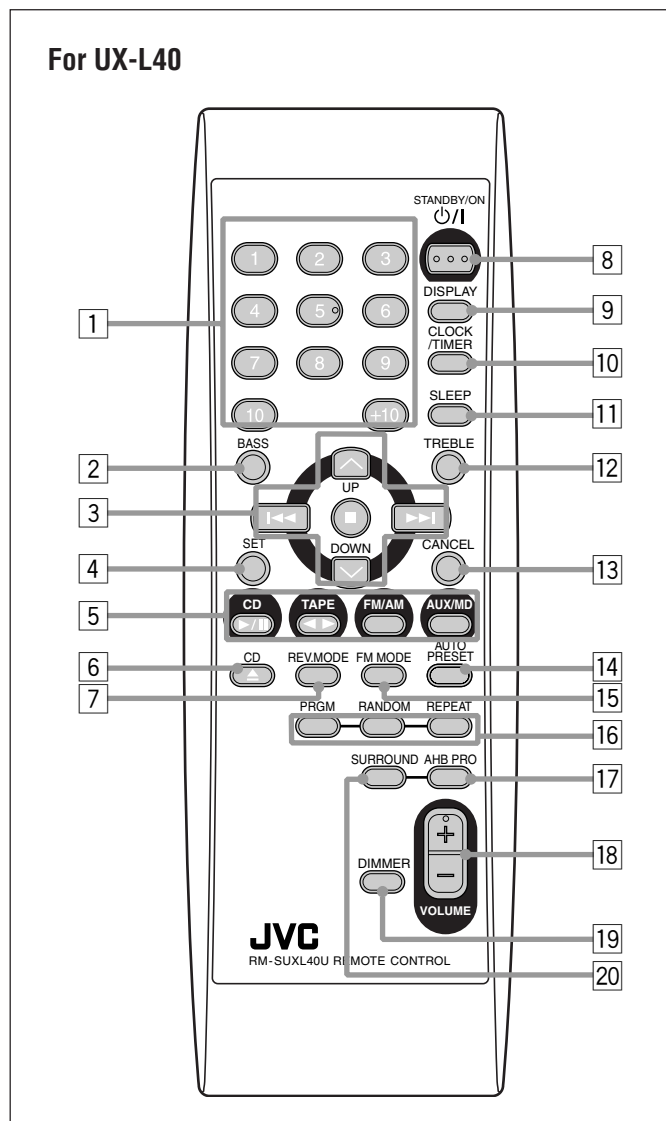 For UX-L40
STANDBY/ON
⏻/I
1 2 3
8
DISPLAY
1
4 5 6
9
CLOCK
/TIMER
7 8 9
10
SLEEP
10 +10
11
BASS TREBLE
2
12
UP
3
SET DOWN CANCEL
4
13
CD TAPE FM/AM AUX/MD
5
CD REV.MODE FM MODE AUTO
PRESET
6
14
7
15
PRGM RANDOM REPEAT
16
SURROUND AHB PRO
17
+
18
DIMMER
−
VOLUME
19
JVC
RM-SUXL40U REMOTE CONTROL
20